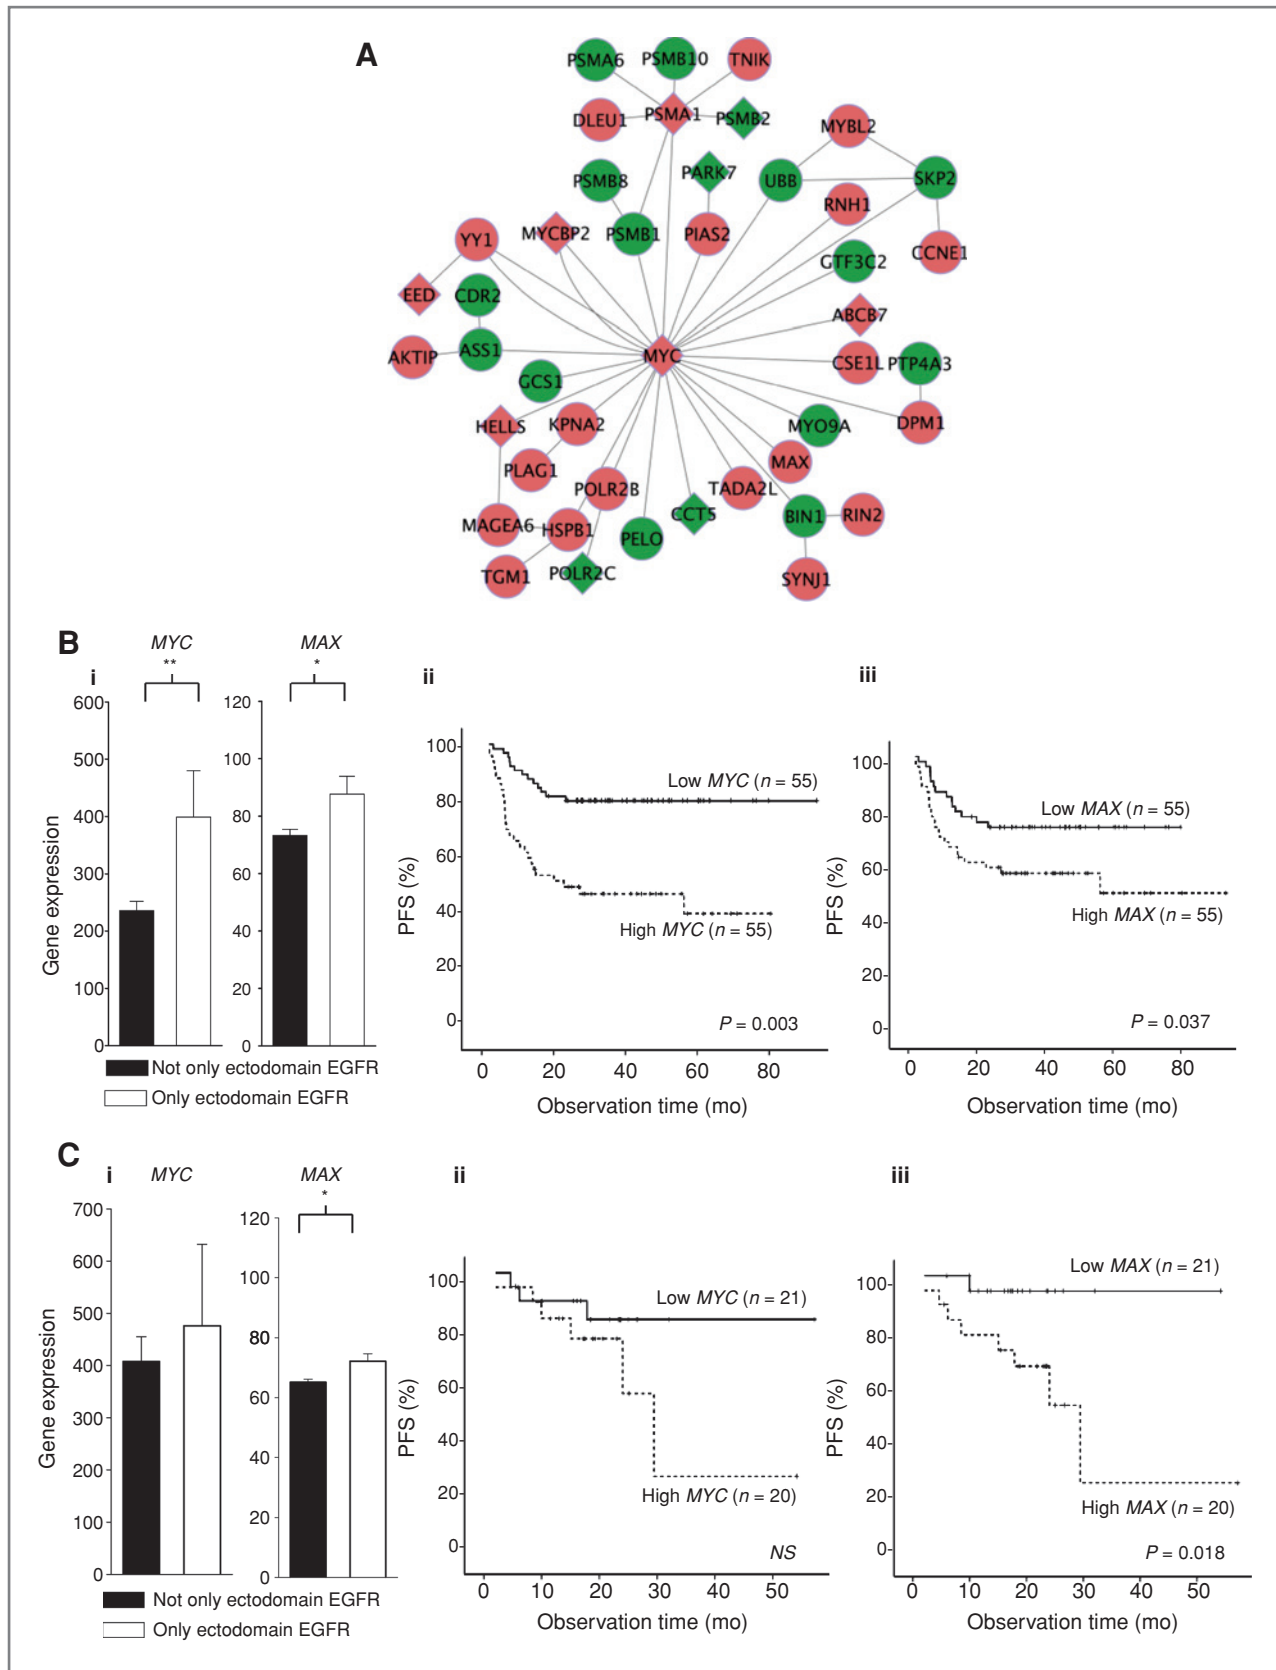 A
PSMA6 PSMB10 TNIK
DLEU1 PSMA1 PSMB2 MYBL2
PSMB8 PARK7 UBB SKP2
YY1 MYCBP2 PSMB1 PIAS2 RNH1 CCNE1
GTF3C2
EED CDR2 ABCB7
AKTIP ASS1 MYC CSE1L PTP4A3
GCS1
HELLS KPNA2 MYO9A DPM1
PLAG1 MAX
POLR2B TADA2L
MAGEA6 HSPB1 PELO CCT5 BIN1 RIN2
TGM1 POLR2C SYNJ1
B
i
MYC
**
MAX
*
Gene expression
600
500
400
300
200
100
0
120
100
80
60
40
20
0
Not only ectodomain EGFR
Only ectodomain EGFR
ii
PFS (%)
100
80
60
40
20
0
Low MYC (n = 55)
High MYC (n = 55)
P = 0.003
0 20 40 60 80
Observation time (mo)
iii
PFS (%)
100
80
60
40
20
0
Low MAX (n = 55)
High MAX (n = 55)
P = 0.037
0 20 40 60 80
Observation time (mo)
C
i
MYC
MAX
*
Gene expression
700
600
500
400
300
200
100
0
120
100
80
60
40
20
0
Not only ectodomain EGFR
Only ectodomain EGFR
ii
PFS (%)
100
80
60
40
20
0
Low MYC (n = 21)
High MYC (n = 20)
NS
0 10 20 30 40 50
Observation time (mo)
iii
PFS (%)
100
80
60
40
20
0
Low MAX (n = 21)
High MAX (n = 20)
P = 0.018
0 10 20 30 40 50
Observation time (mo)